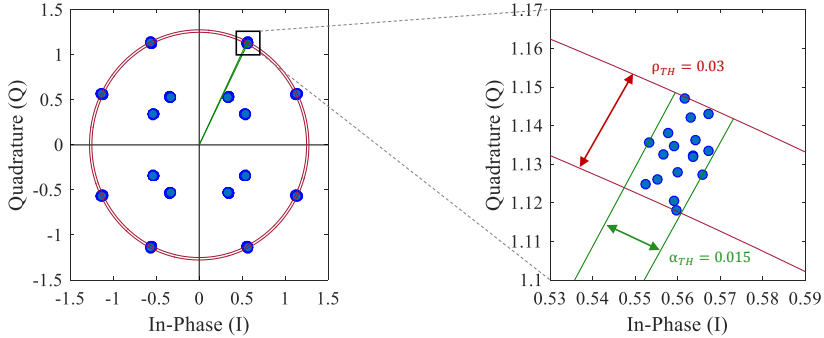 1.5
1
0.5
0
-0.5
-1
-1.5
-1.5 -1 -0.5 0 0.5 1 1.5
In-Phase (I)
Quadrature (Q)
1.17
1.16
1.15
1.14
1.13
1.12
1.11
1.1
0.53 0.54 0.55 0.56 0.57 0.58 0.59
In-Phase (I)
Quadrature (Q)
ρTH = 0.03
αTH = 0.015